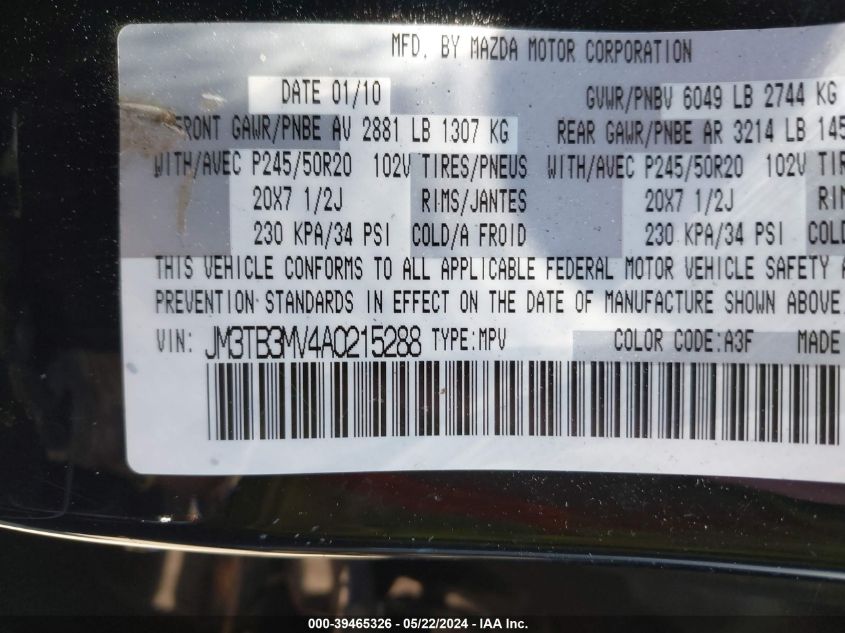 MFD. BY MAZDA MOTOR CORPORATION
DATE 01/10 GVWR/PNBV 6049 LB 2744 KG
FRONT GAWR/PNBE AV 2881 LB 1307 KG REAR GAWR/PNBE AR 3214 LB 145
WITH/AVEC P245/50R20 102V TIRES/PNEUS WITH/AVEC P245/50R20 102V TIR
20X7 1/2J RIMS/JANTES 20X7 1/2J RIM
230 KPA/34 PSI COLD/A FROID 230 KPA/34 PSI COLD
THIS VEHICLE CONFORMS TO ALL APPLICABLE FEDERAL MOTOR VEHICLE SAFETY A
PREVENTION STANDARDS IN EFFECT ON THE DATE OF MANUFACTURE SHOWN ABOVE.
VIN: JM3TB3MV4A0215288 TYPE:MPV COLOR CODE:A3F MADE
000-39465326 - 05/22/2024 - IAA Inc.